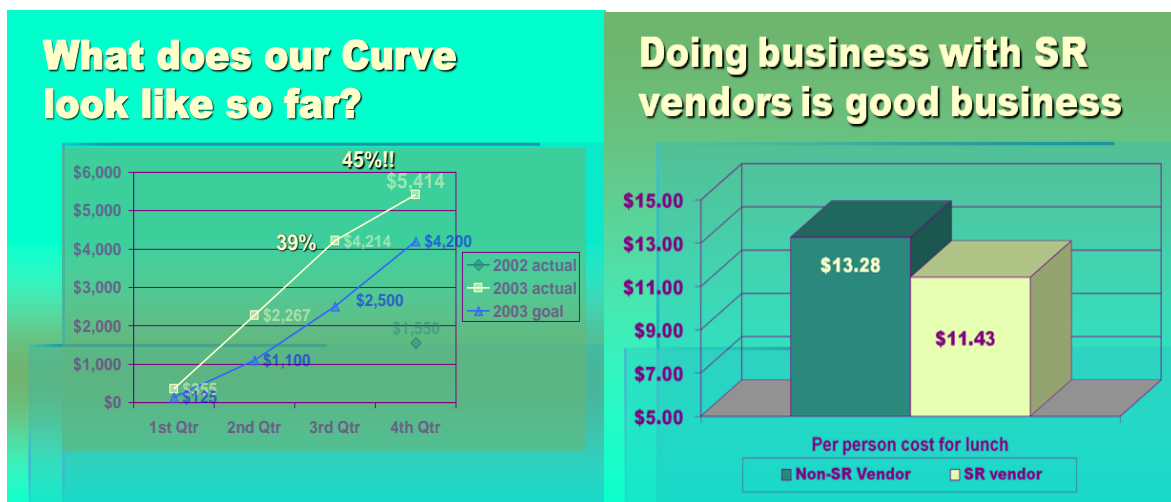 What does our Curve
look like so far?
45%!!
$6,000
$5,414
$5,000
39%
$4,214
$4,200
$4,000
2002 actual
2003 actual
2003 goal
$3,000
$2,500
$2,267
$2,000
$1,550
$1,100
$1,000
$355
$125
$0
1st Qtr 2nd Qtr 3rd Qtr 4th Qtr
Doing business with SR
vendors is good business
$15.00
$13.00
$11.00
$9.00
$7.00
$5.00
$13.28
$11.43
Per person cost for lunch
Non-SR Vendor SR vendor